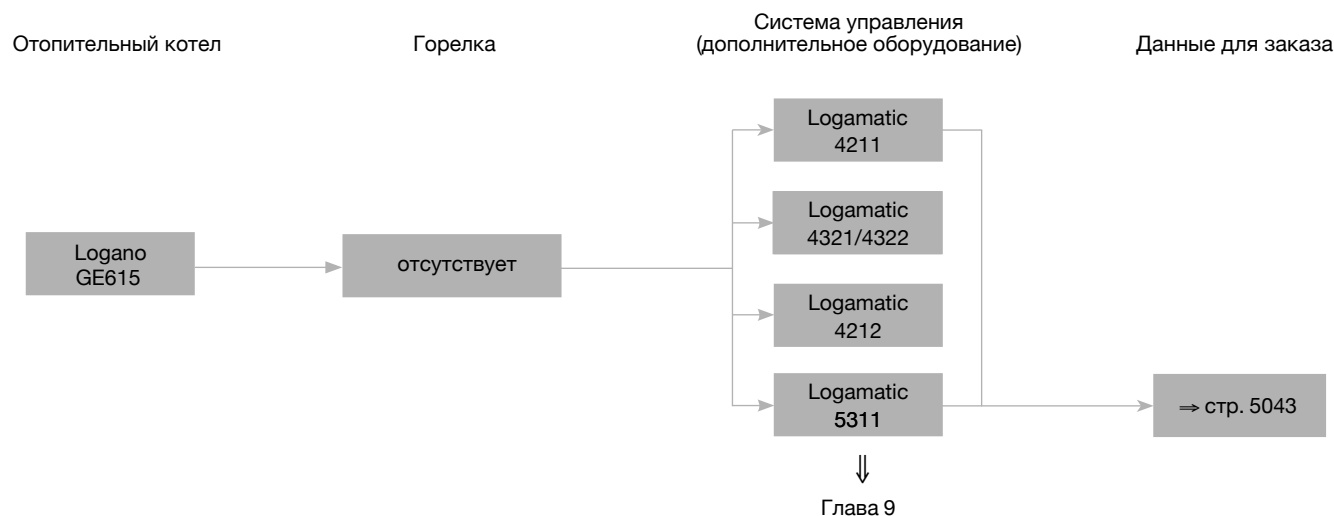 Отопительный котел
Горелка
Система управления
(дополнительное оборудование)
Данные для заказа
Logano
GE615
отсутствует
Logamatic
4211
Logamatic
4321/4322
Logamatic
4212
Logamatic
5311
⇒ стр. 5043
⇓
Глава 9